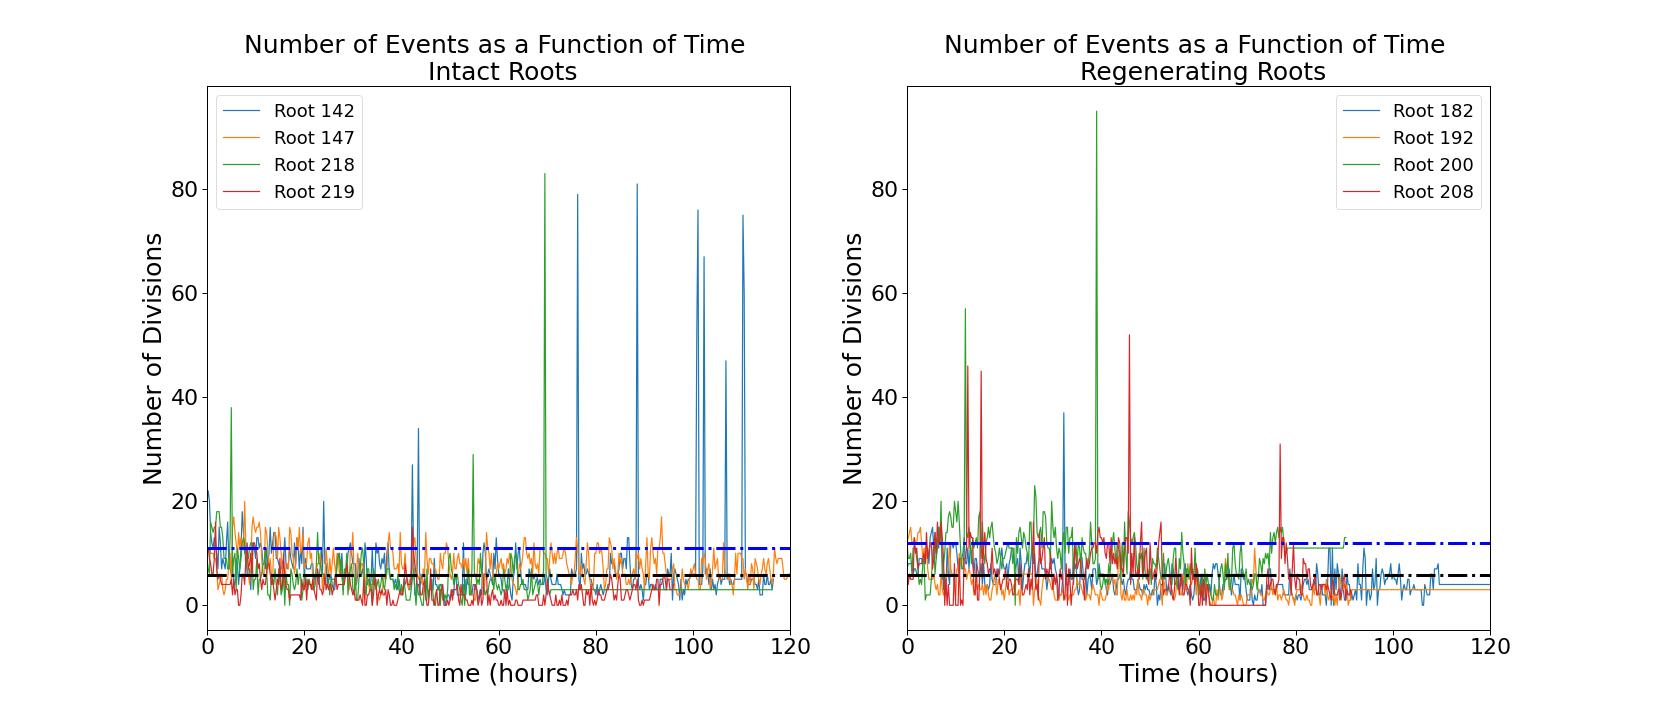 Number of Events as a Function of Time
Intact Roots
Root 142
Root 147
Root 218
Root 219
Number of Divisions
80
60
40
20
0
0 20 40 60 80 100 120
Time (hours)
Number of Events as a Function of Time
Regenerating Roots
Root 182
Root 192
Root 200
Root 208
Number of Divisions
80
60
40
20
0
0 20 40 60 80 100 120
Time (hours)